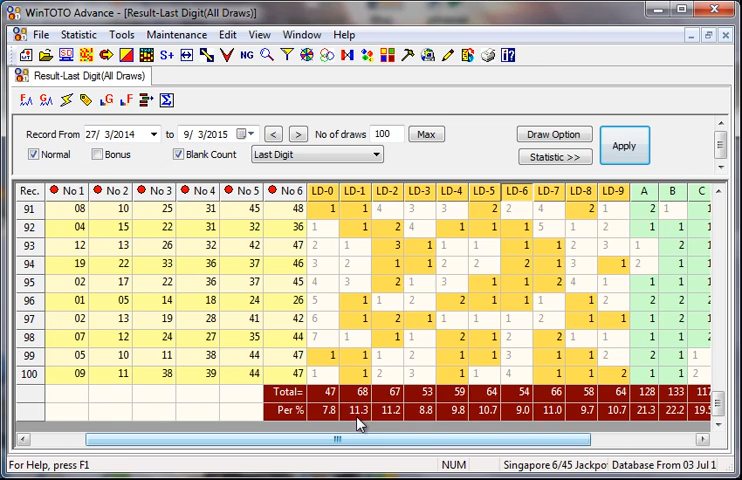 WinTOTO Advance - [Result-Last Digit(All Draws)]
File Statistic Tools Maintenance Edit View Window Help
Result-Last Digit(All Draws)
Record From 27/ 3/2014 to 9/ 3/2015 < > No of draws 100 Max Draw Option Apply
Normal Bonus Blank Count Last Digit Statistic >>
Rec. No 1 No 2 No 3 No 4 No 5 No 6 LD-0 LD-1 LD-2 LD-3 LD-4 LD-5 LD-6 LD-7 LD-8 LD-9 A B C
91 08 10 25 31 45 48 1 1 4 3 3 2 2 4 2 1 2 1
92 04 15 22 31 32 36 1 1 2 4 1 1 1 5 1 2 1 1
93 12 13 26 32 42 47 2 1 3 1 1 1 1 1 2 3 1 2
94 19 22 33 36 37 46 3 2 1 1 2 2 2 1 3 1 2 1
95 02 17 22 36 37 45 4 3 2 1 3 1 1 2 4 1 1 1
96 01 05 14 18 24 26 5 1 1 2 2 1 1 1 1 2
97 02 13 19 28 41 42 6 1 2 1 1 1 1 2 1 1 1
98 07 12 24 27 35 44 7 1 1 1 2 1 2 1 1 1 1 1
99 05 10 11 38 44 47 1 1 1 2 1 1 3 1 1 2 2 1
100 09 11 38 39 44 47 1 1 2 3 1 1 4 1 1 2 1 1
Total= 47 68 67 53 59 64 54 66 58 64 128 133 117
Per % 7.8 11.3 11.2 8.8 9.8 10.7 9.0 11.0 9.7 10.7 21.3 22.2 19.5
For Help, press F1 NUM Singapore 6/45 Jackpo Database From 03 Jul 1